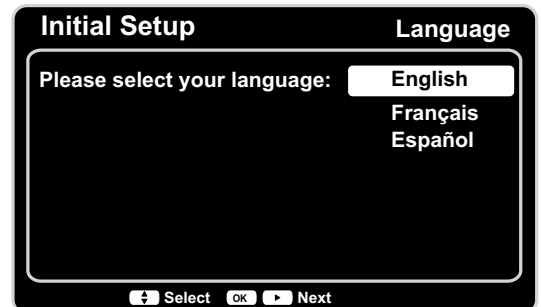 Initial Setup Language
Please select your language: English
Français
Español
Select OK Next